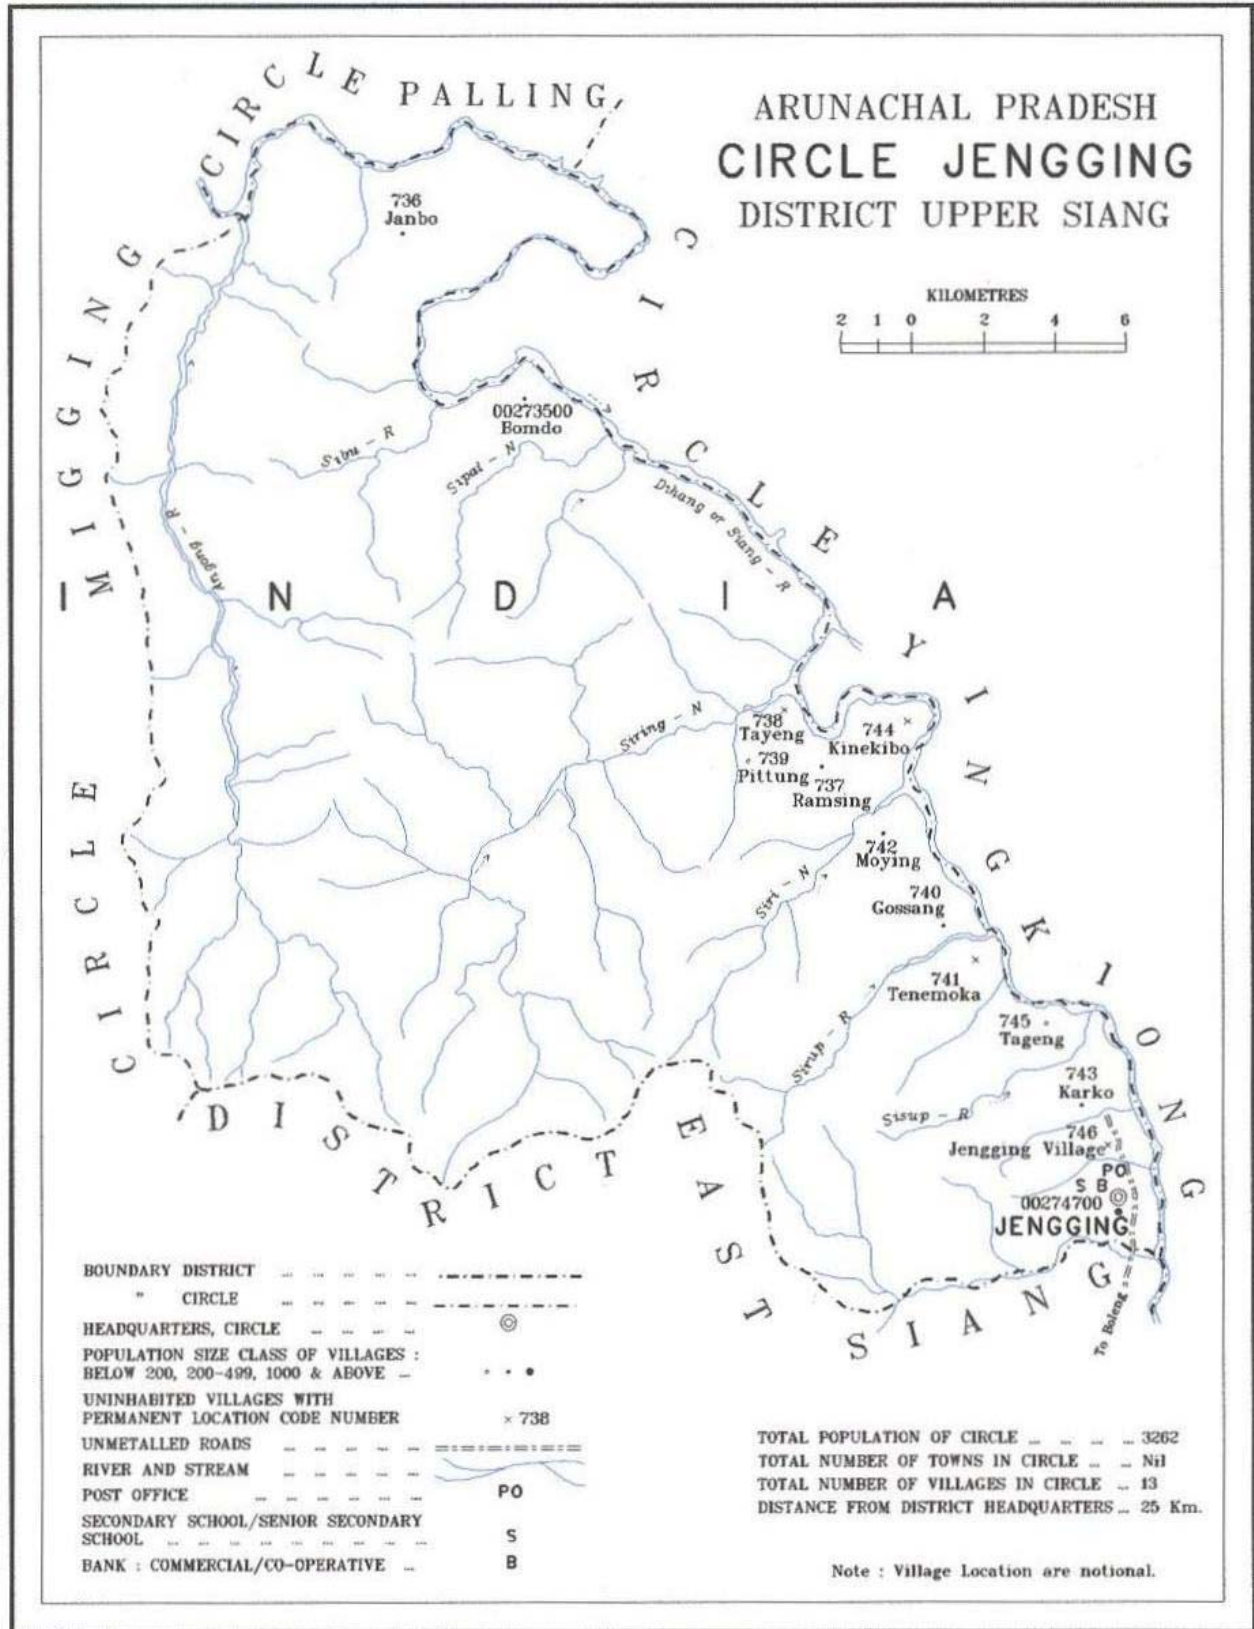 CIRCLE PALLING
ARUNACHAL PRADESH
CIRCLE JENGGING
DISTRICT UPPER SIANG
KILOMETRES
2 1 0 2 4 6
736
Janbo
00273500
Bomdo
Sibu - R
Sipai - N
Dihang or Siang - R
Angong - R
CIRCLE MIGGING
INDIA
CIRCLE YINGKIONG
Siring - N
738
Tayeng
744
Kinekibo
739
Pittung
737
Ramsing
742
Moying
Siri - N
740
Gossang
741
Tenemoka
Sirup - R
745
Tageng
743
Karko
Sisup - R
746
Jengging Village
PO
S B
00274700
JENGGING
DISTRICT EAST SIANG
To Boleng
BOUNDARY DISTRICT ... ... ... ... ...
" CIRCLE ... ... ... ... ...
HEADQUARTERS, CIRCLE ... ... ... ...
POPULATION SIZE CLASS OF VILLAGES :
BELOW 200, 200-499, 1000 & ABOVE ...
UNINHABITED VILLAGES WITH
PERMANENT LOCATION CODE NUMBER × 738
UNMETALLED ROADS ... ... ... ... ...
RIVER AND STREAM ... ... ... ... ...
POST OFFICE ... ... ... ... ... ... PO
SECONDARY SCHOOL/SENIOR SECONDARY
SCHOOL ... ... ... ... ... ... ... ... ... S
BANK : COMMERCIAL/CO-OPERATIVE ... B
TOTAL POPULATION OF CIRCLE ... ... ... ... 3262
TOTAL NUMBER OF TOWNS IN CIRCLE ... ... Nil
TOTAL NUMBER OF VILLAGES IN CIRCLE ... 13
DISTANCE FROM DISTRICT HEADQUARTERS ... 25 Km.
Note : Village Location are notional.